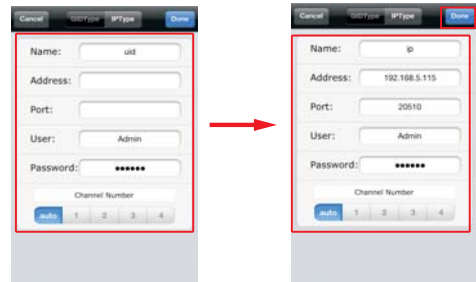 Cancel UIDType IPType Done
Name: uid
Address:
Port:
User: Admin
Password: ••••••
Channel Number
auto 1 2 3 4
Cancel UIDType IPType Done
Name: ip
Address: 192.168.5.115
Port: 20510
User: Admin
Password: ••••••
Channel Number
auto 1 2 3 4